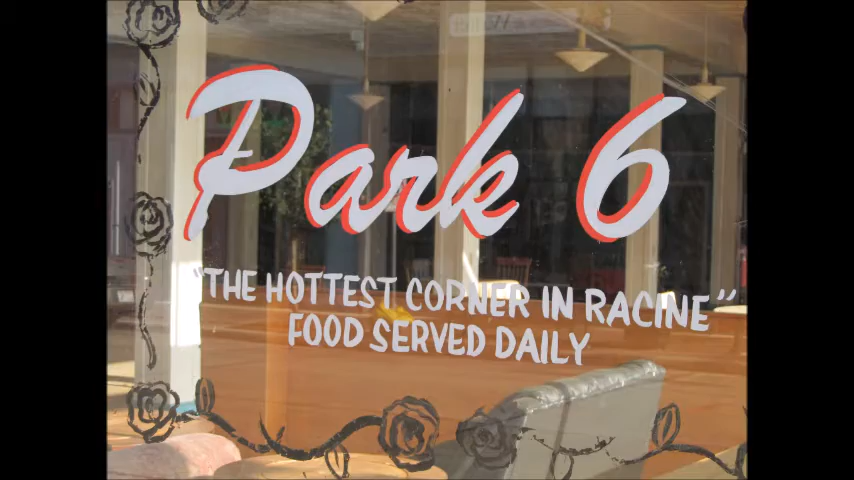 Park 6
"THE HOTTEST CORNER IN RACINE"
FOOD SERVED DAILY